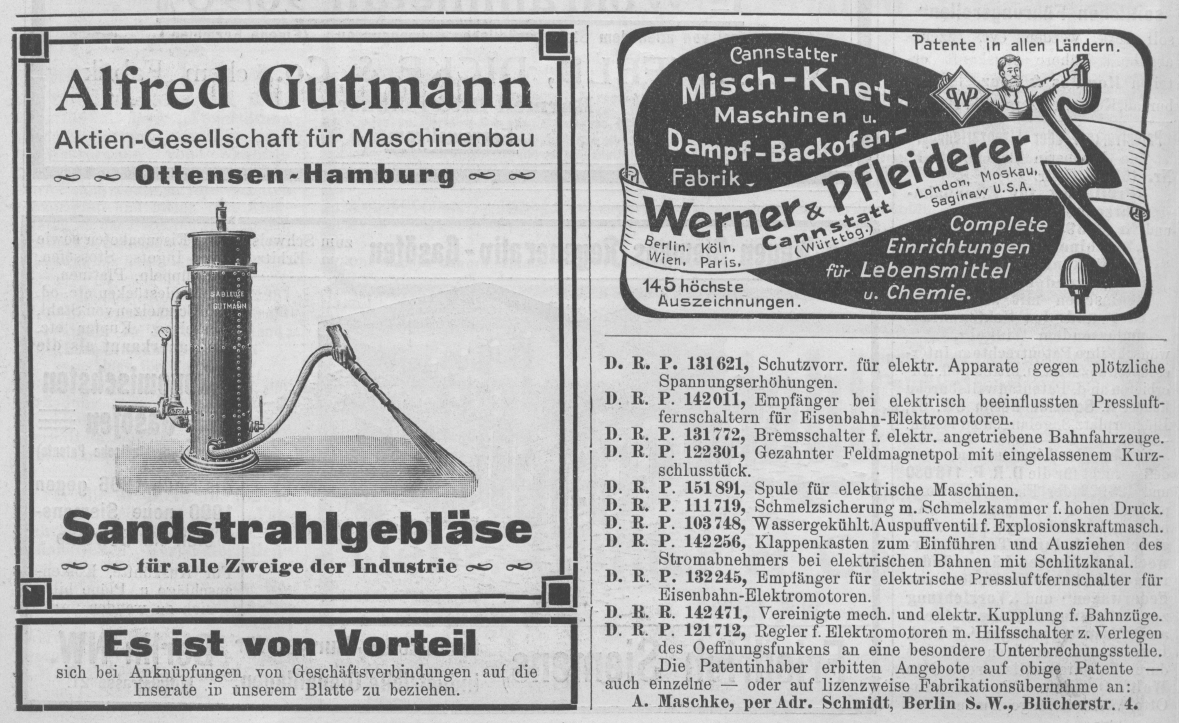 Alfred Gutmann
Aktien-Gesellschaft für Maschinenbau
Ottensen-Hamburg
SABLEUSE
GUTMANN
Sandstrahlgebläse
für alle Zweige der Industrie
Es ist von Vorteil
sich bei Anknüpfungen von Geschäftsverbindungen auf die
Inserate in unserem Blatte zu beziehen.
Patente in allen Ländern.
Cannstatter
Misch-Knet-
Maschinen u.
Dampf-Backofen-
Fabrik
WP
Werner & Pfleiderer
Cannstatt
(Württbg.)
Berlin, Köln,
Wien, Paris.
London, Moskau,
Saginaw U.S.A.
145 höchste
Auszeichnungen.
Complete
Einrichtungen
für Lebensmittel
u. Chemie.
D. R. P. 131621, Schutzvorr. für elektr. Apparate gegen plötzliche
Spannungserhöhungen.
D. R. P. 142011, Empfänger bei elektrisch beeinflussten Pressluft-
fernschaltern für Eisenbahn-Elektromotoren.
D. R. P. 131772, Bremsschalter f. elektr. angetriebene Bahnfahrzeuge.
D. R. P. 122301, Gezahnter Feldmagnetpol mit eingelassenem Kurz-
schlusstück.
D. R. P. 151891, Spule für elektrische Maschinen.
D. R. P. 111719, Schmelzsicherung m. Schmelzkammer f. hohen Druck.
D. R. P. 103748, Wassergekühlt. Auspuffventil f. Explosionskraftmasch.
D. R. P. 142256, Klappenkasten zum Einführen und Ausziehen des
Stromabnehmers bei elektrischen Bahnen mit Schlitzkanal.
D. R. P. 132245, Empfänger für elektrische Pressluftfernschalter für
Eisenbahn-Elektromotoren.
D. R. R. 142471, Vereinigte mech. und elektr. Kupplung f. Bahnzüge.
D. R. P. 121712, Regler f. Elektromotoren m. Hilfsschalter z. Verlegen
des Oeffnungsfunkens an eine besondere Unterbrechungsstelle.
Die Patentinhaber erbitten Angebote auf obige Patente —
auch einzelne — oder auf lizenzweise Fabrikationsübernahme an:
A. Maschke, per Adr. Schmidt, Berlin S. W., Blücherstr. 4.